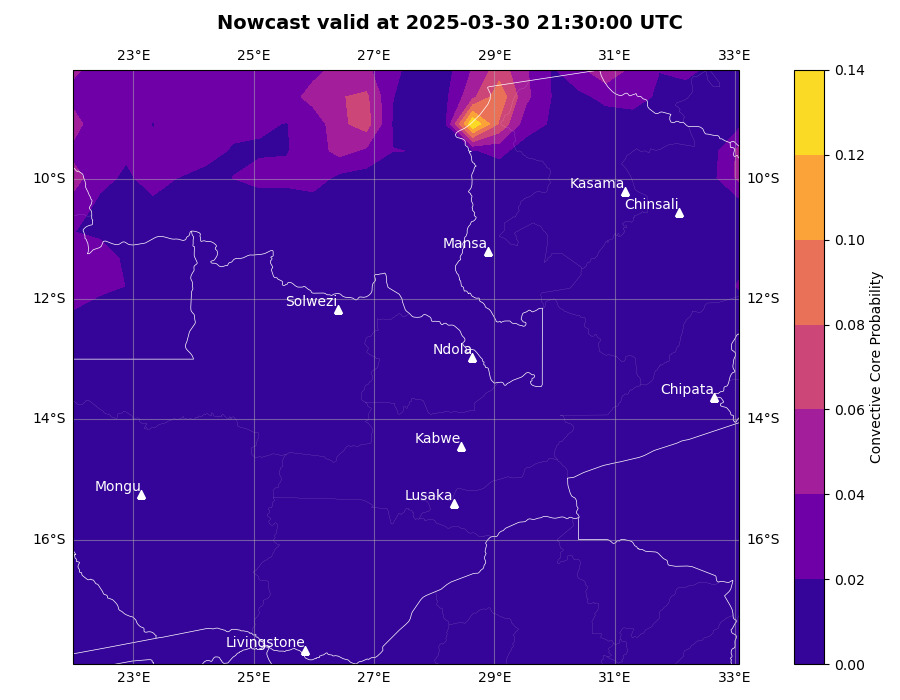 Nowcast valid at 2025-03-30 21:30:00 UTC
23°E 25°E 27°E 29°E 31°E 33°E
0.14
0.12
10°S Kasama 10°S
Chinsali
0.10
Mansa
12°S Solwezi 12°S
0.08
Ndola
Convective Core Probability
Chipata
0.06
14°S 14°S
Kabwe
Mongu
Lusaka
0.04
16°S 16°S
0.02
Livingstone
0.00
23°E 25°E 27°E 29°E 31°E 33°E